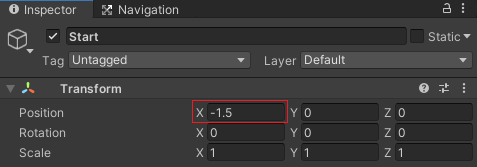 Inspector Navigation
Start Static
Tag Untagged Layer Default
Transform
Position X -1.5 Y 0 Z 0
Rotation X 0 Y 0 Z 0
Scale X 1 Y 1 Z 1